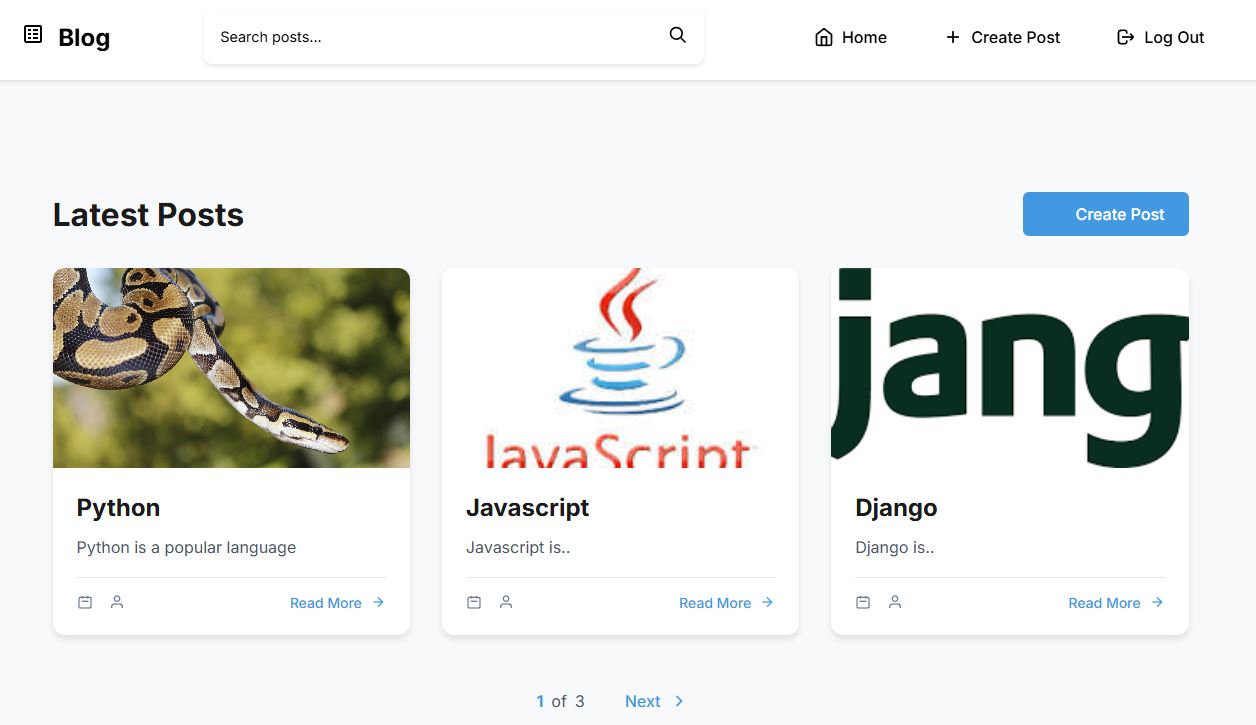 Blog
Search posts...
Home
Create Post
Log Out
Latest Posts
Create Post
JavaScript
jang
Python
Javascript
Django
Python is a popular language
Javascript is..
Django is..
Read More
Read More
Read More
1 of 3
Next